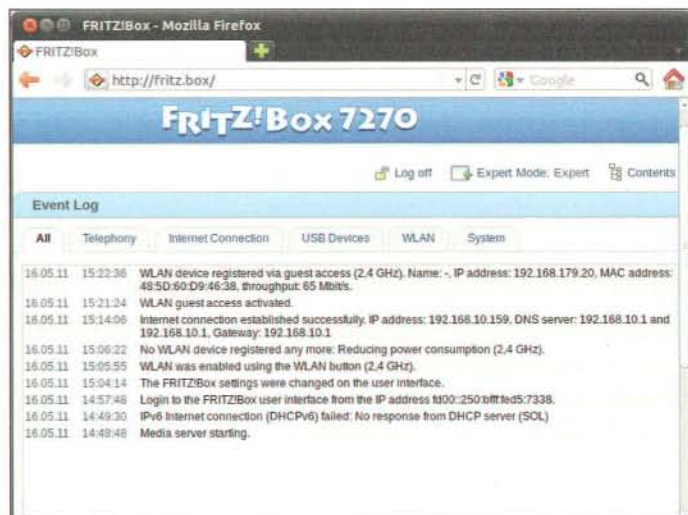 FRITZ!Box - Mozilla Firefox
FRITZ!Box
http://fritz.box/
Google
FRITZ!Box 7270
Log off Expert Mode: Expert Contents
Event Log
All Telephony Internet Connection USB Devices WLAN System
16.05.11 15:22:36 WLAN device registered via guest access (2,4 GHz). Name: -, IP address: 192.168.179.20, MAC address:
48:5D:60:D9:46:38, throughput: 65 Mbit/s.
16.05.11 15:21:24 WLAN guest access activated.
16.05.11 15:14:06 Internet connection established successfully. IP address: 192.168.10.159, DNS server: 192.168.10.1 and
192.168.10.1, Gateway: 192.168.10.1
16.05.11 15:06:22 No WLAN device registered any more: Reducing power consumption (2,4 GHz).
16.05.11 15:05:55 WLAN was enabled using the WLAN button (2,4 GHz).
16.05.11 15:04:14 The FRITZ!Box settings were changed on the user interface.
16.05.11 14:57:48 Login to the FRITZ!Box user interface from the IP address fd00::250:bfff:fed5:7338.
16.05.11 14:49:30 IPv6 Internet connection (DHCPv6) failed: No response from DHCP server (SOL)
16.05.11 14:48:48 Media server starting.